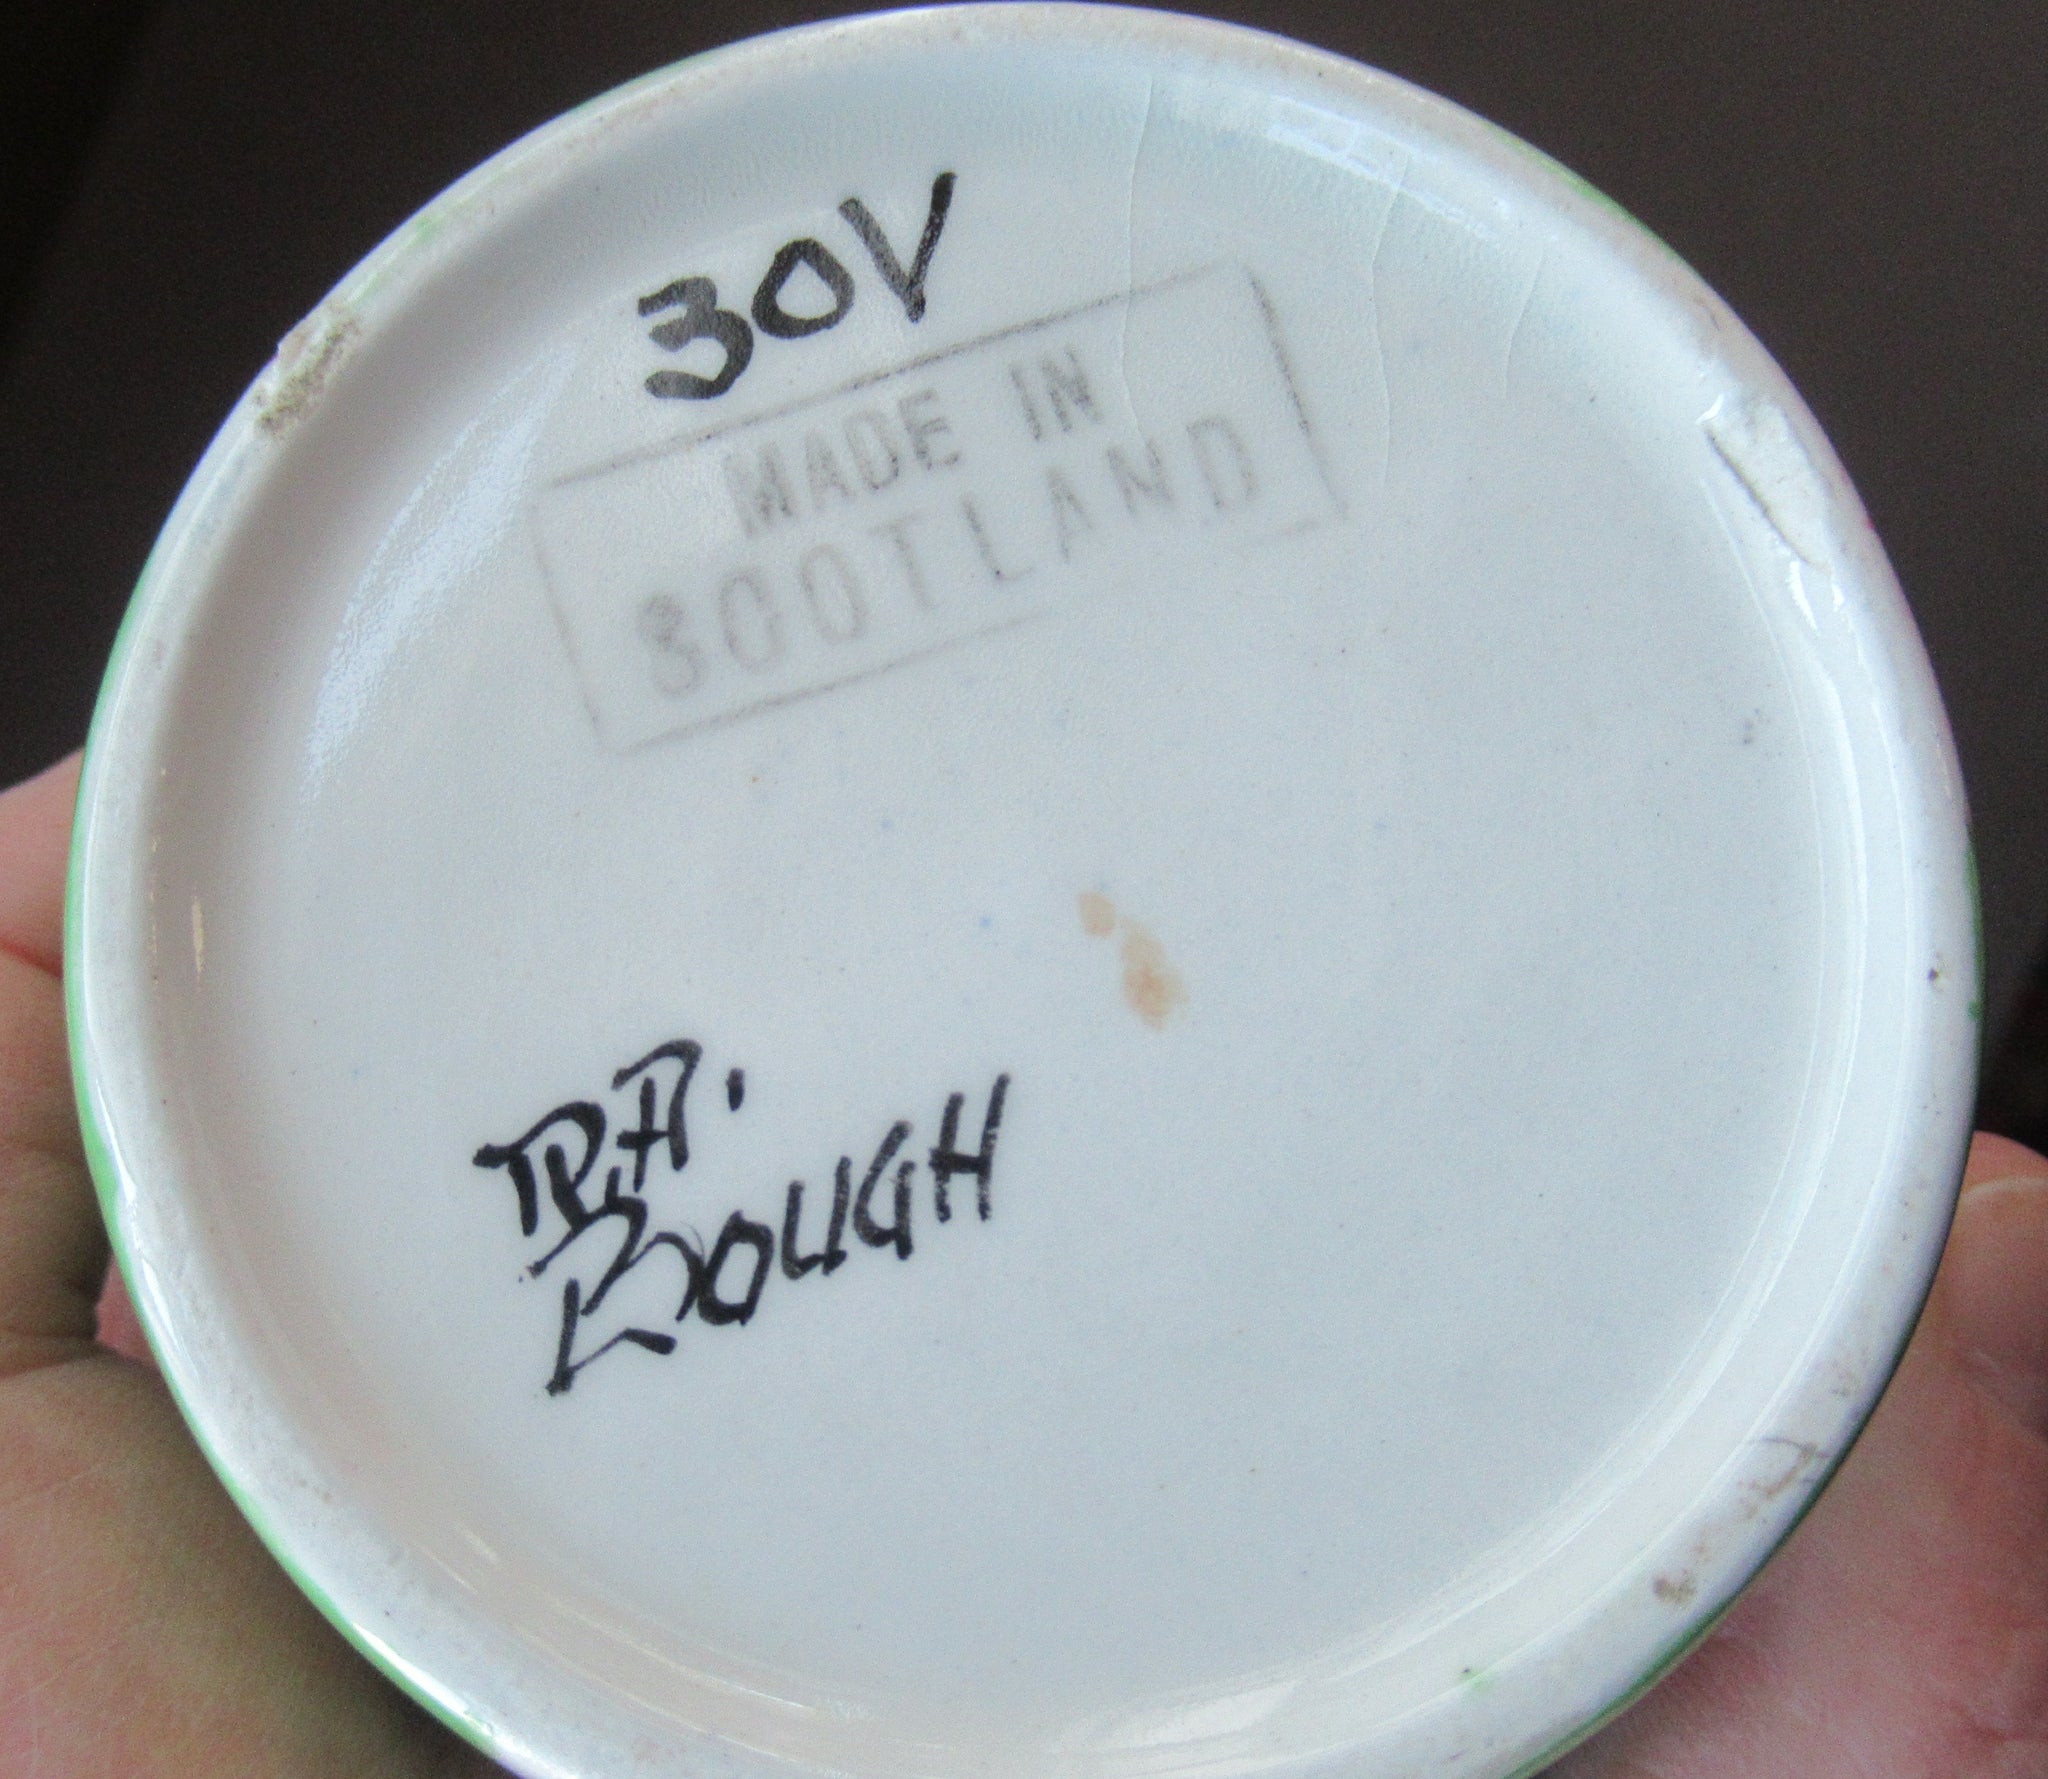 30V
MADE IN
SCOTLAND
BOUGH